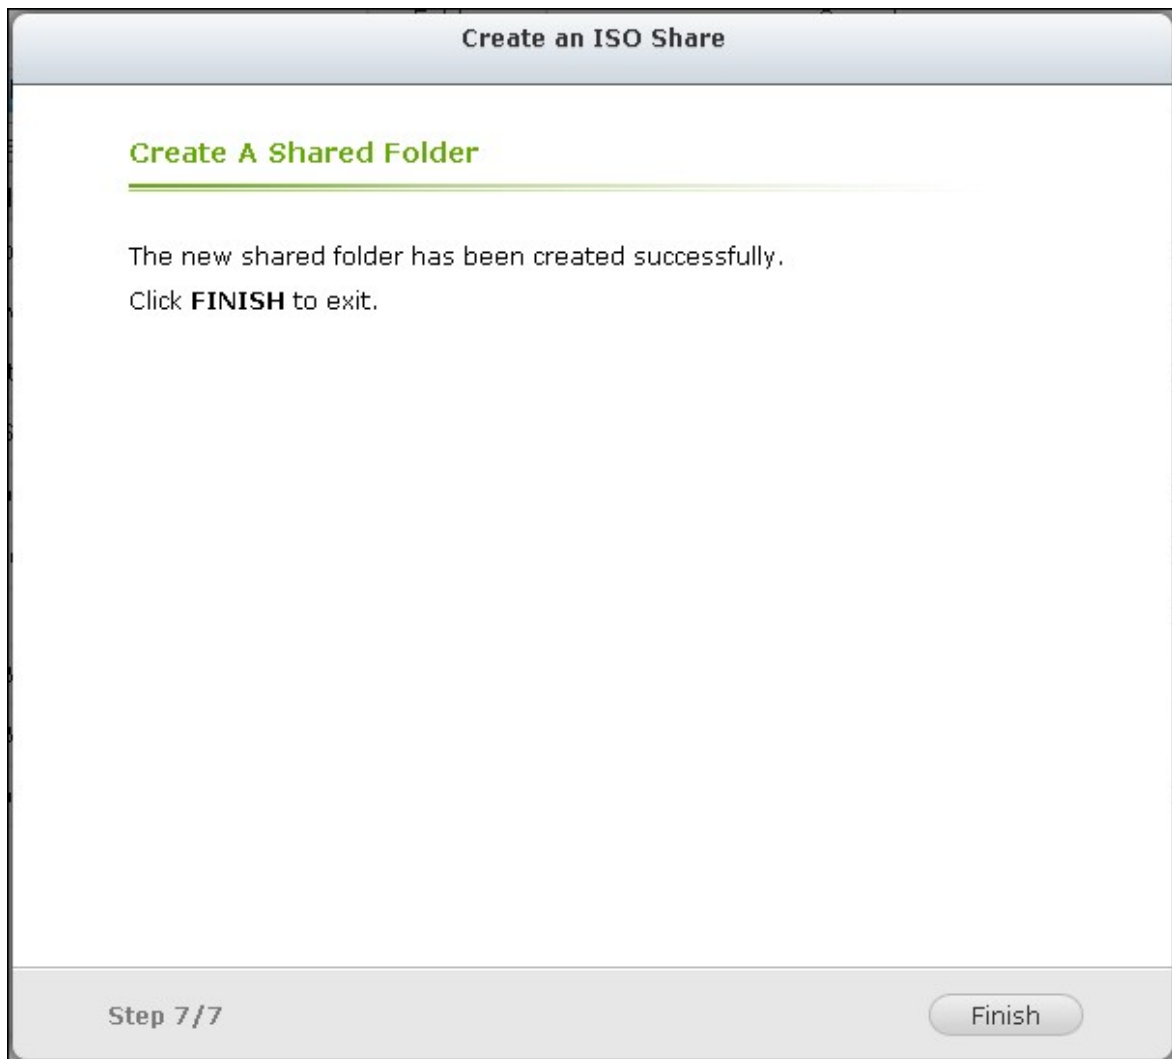 Create an ISO Share
Create A Shared Folder
The new shared folder has been created successfully.
Click FINISH to exit.
Step 7/7
Finish